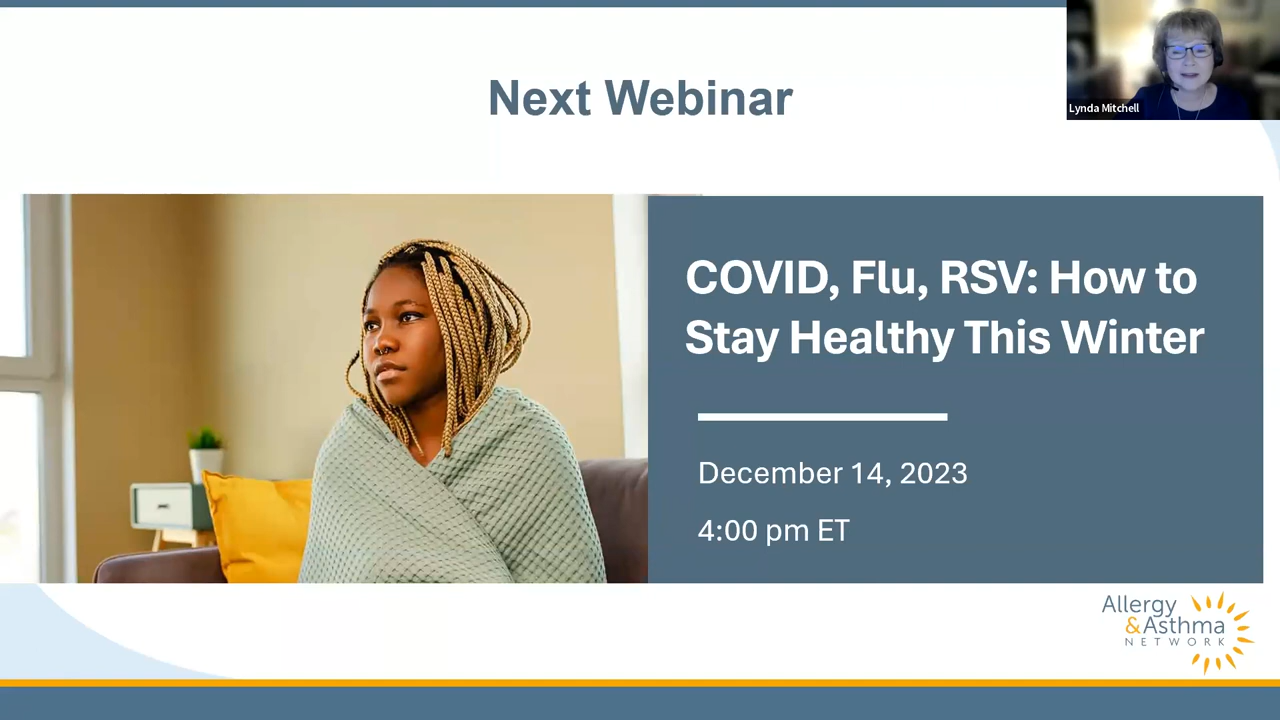 Next Webinar
Lynda Mitchell
COVID, Flu, RSV: How to
Stay Healthy This Winter
December 14, 2023
4:00 pm ET
Allergy
&Asthma
NETWORK